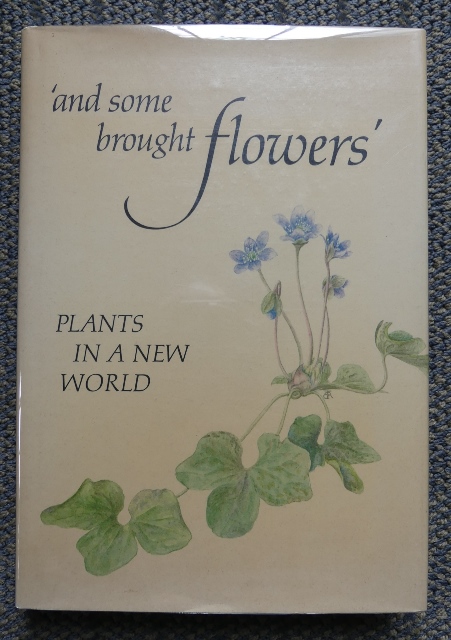 ‘and some
brought flowers’
PLANTS
IN A NEW
WORLD